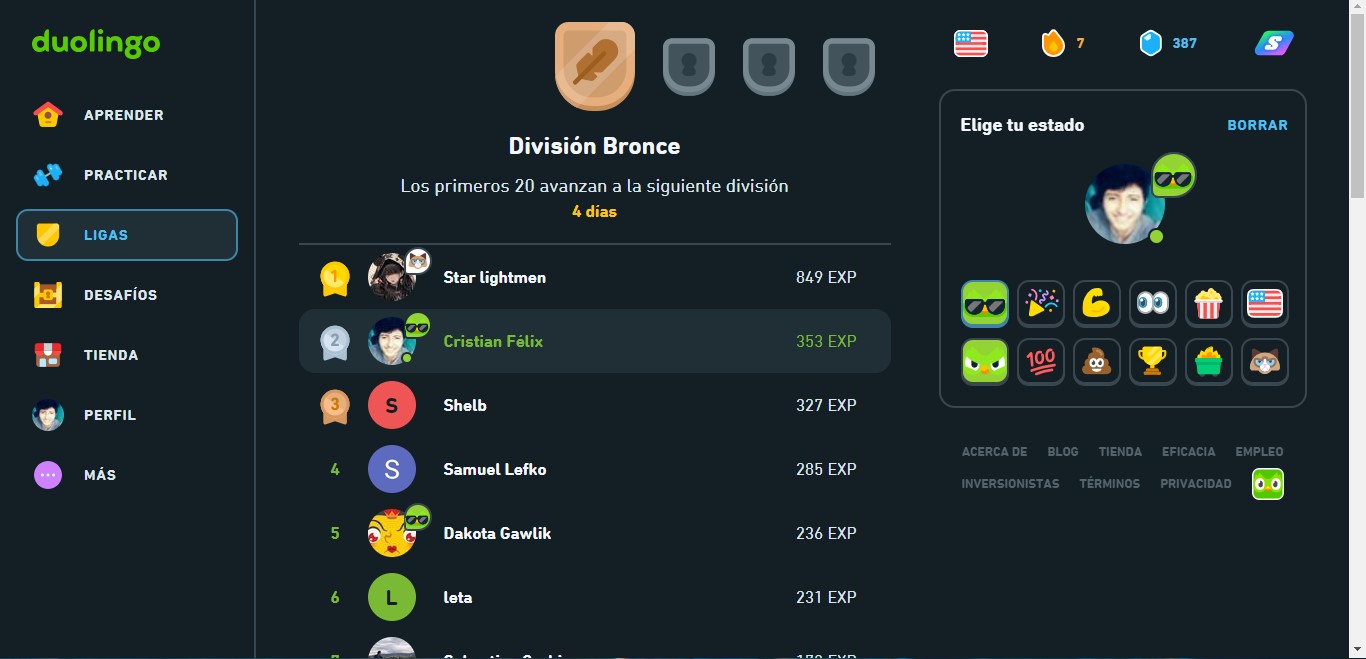 duolingo
APRENDER
PRACTICAR
LIGAS
DESAFÍOS
TIENDA
PERFIL
MÁS
División Bronce
Los primeros 20 avanzan a la siguiente división
4 días
1 Star lightmen 849 EXP
2 Cristian Félix 353 EXP
3 S Shelb 327 EXP
4 S Samuel Lefko 285 EXP
5 Dakota Gawlik 236 EXP
6 L leta 231 EXP
7 387 S
Elige tu estado BORRAR
100
ACERCA DE BLOG TIENDA EFICACIA EMPLEO
INVERSIONISTAS TÉRMINOS PRIVACIDAD